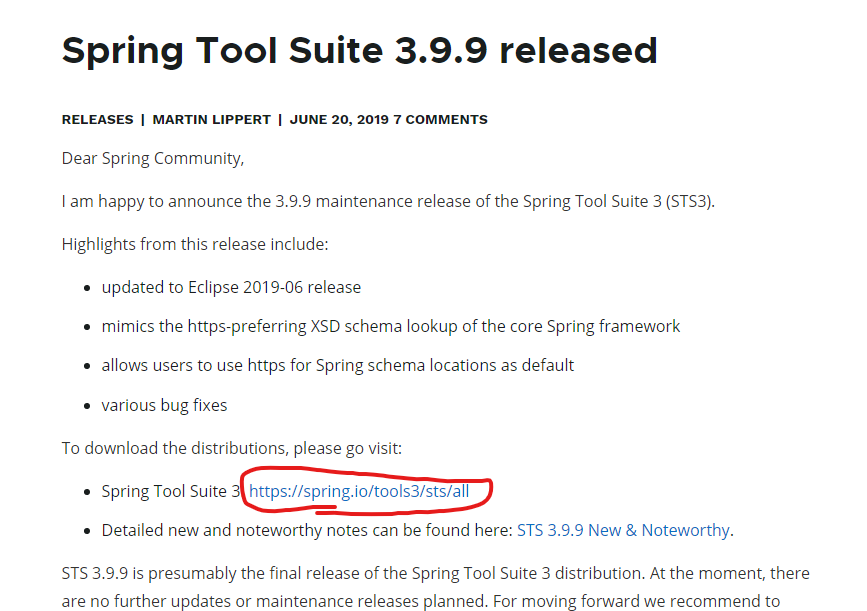 Spring Tool Suite 3.9.9 released
RELEASES | MARTIN LIPPERT | JUNE 20, 2019 7 COMMENTS
Dear Spring Community,
I am happy to announce the 3.9.9 maintenance release of the Spring Tool Suite 3 (STS3).
Highlights from this release include:
• updated to Eclipse 2019-06 release
• mimics the https-preferring XSD schema lookup of the core Spring framework
• allows users to use https for Spring schema locations as default
• various bug fixes
To download the distributions, please go visit:
• Spring Tool Suite 3 https://spring.io/tools3/sts/all
• Detailed new and noteworthy notes can be found here: STS 3.9.9 New & Noteworthy.
STS 3.9.9 is presumably the final release of the Spring Tool Suite 3 distribution. At the moment, there
are no further updates or maintenance releases planned. For moving forward we recommend to